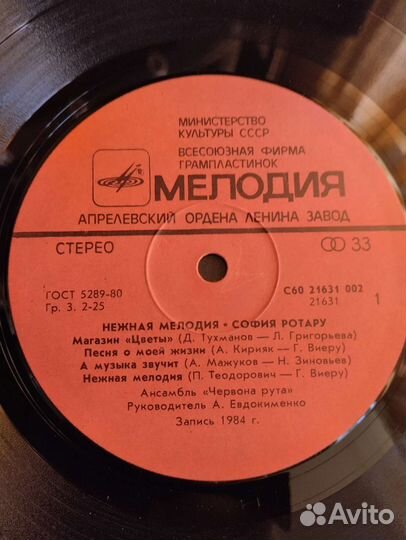 МИНИСТЕРСТВО
КУЛЬТУРЫ СССР
ВСЕСОЮЗНАЯ ФИРМА
ГРАМПЛАСТИНОК
МЕЛОДИЯ
АПРЕЛЕВСКИЙ ОРДЕНА ЛЕНИНА ЗАВОД
СТЕРЕО 33
ГОСТ 5289-80 С60 21631 002
Гр. 3. 2-25 21631 1
НЕЖНАЯ МЕЛОДИЯ • СОФИЯ РОТАРУ
Магазин «Цветы» (Д. Тухманов — Л. Григорьева)
Песня о моей жизни (А. Кирияк — Г. Виеру)
А музыка звучит (А. Мажуков — Н. Зиновьев)
Нежная мелодия (П. Теодорович — Г. Виеру)
Ансамбль «Червона рута»
Руководитель А. Евдокименко
Запись 1984 г.
Avito